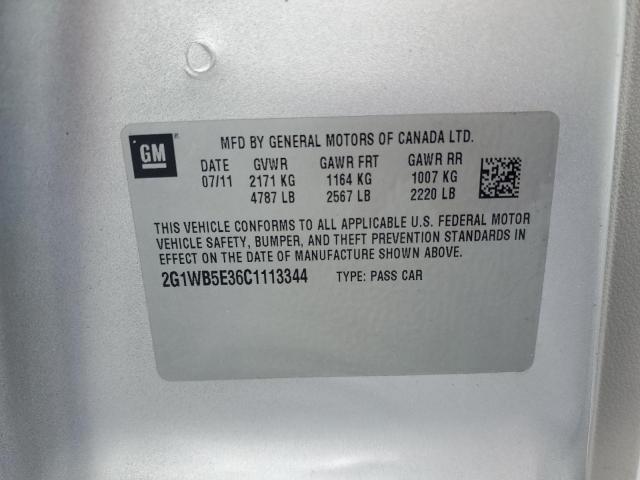 GM
MFD BY GENERAL MOTORS OF CANADA LTD.
DATE GVWR GAWR FRT GAWR RR
07/11 2171 KG 1164 KG 1007 KG
4787 LB 2567 LB 2220 LB
THIS VEHICLE CONFORMS TO ALL APPLICABLE U.S. FEDERAL MOTOR
VEHICLE SAFETY, BUMPER, AND THEFT PREVENTION STANDARDS IN
EFFECT ON THE DATE OF MANUFACTURE SHOWN ABOVE.
2G1WB5E36C1113344 TYPE: PASS CAR